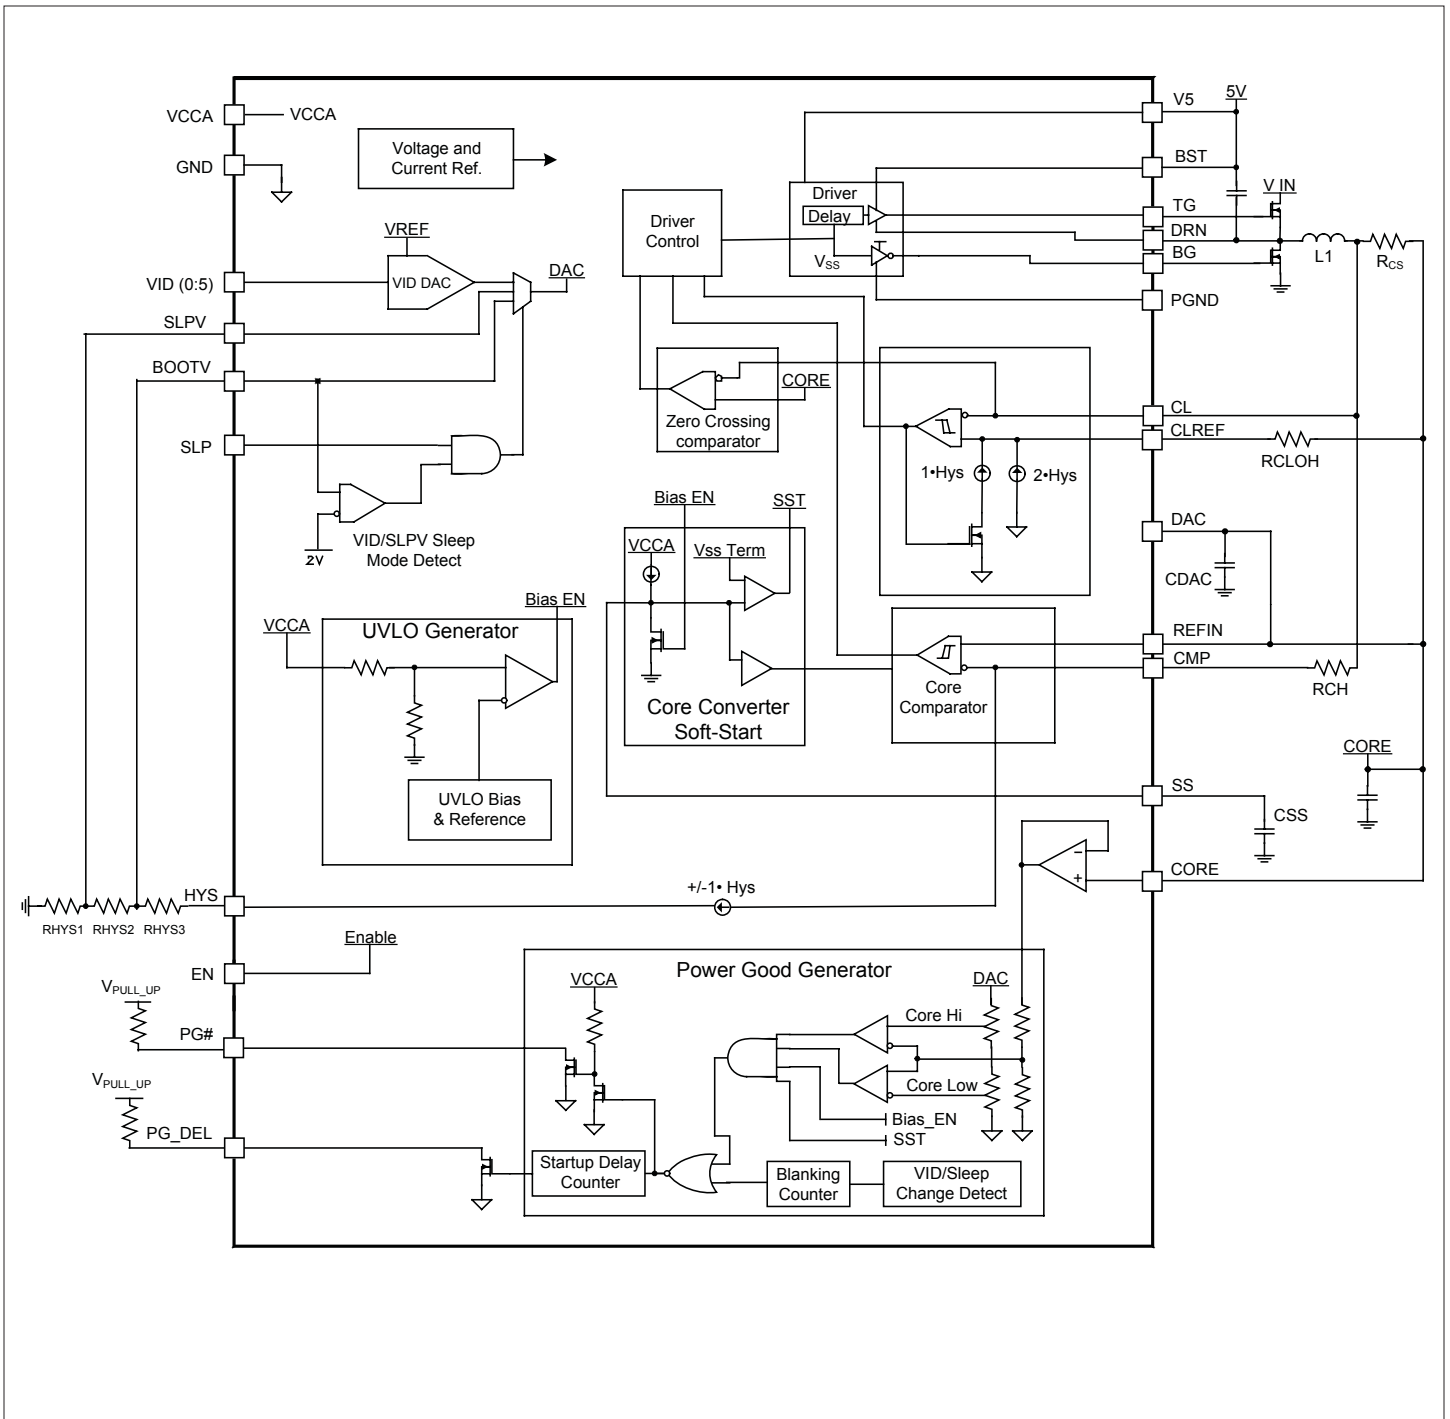 VCCA
VCCA
GND
Voltage and
Current Ref.
VREF
VID (0:5)
VID DAC
DAC
SLPV
BOOTV
SLP
2V
VID/SLPV Sleep
Mode Detect
Driver
Control
Driver
Delay
VSS
V5
5V
BST
V IN
TG
DRN
BG
L1
RCS
PGND
CORE
Zero Crossing
comparator
1•Hys
2•Hys
CL
CLREF
RCLOH
DAC
CDAC
Bias EN
SST
VCCA
Vss Term
Core Converter
Soft-Start
Bias EN
VCCA
UVLO Generator
UVLO Bias
& Reference
Core
Comparator
REFIN
CMP
RCH
CORE
SS
CSS
CORE
-
+
HYS
+/-1• Hys
RHYS1
RHYS2
RHYS3
Enable
EN
VPULL_UP
PG#
VPULL_UP
PG_DEL
Power Good Generator
VCCA
DAC
Core Hi
Core Low
Bias_EN
SST
Startup Delay
Counter
Blanking
Counter
VID/Sleep
Change Detect